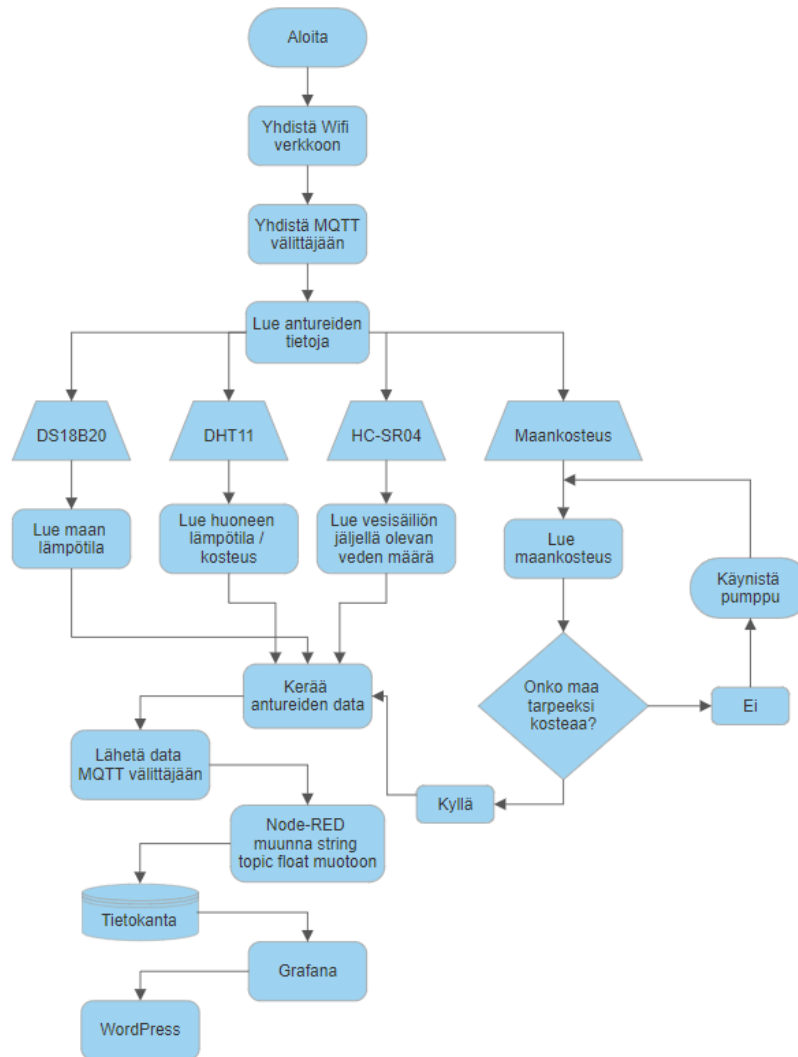 Aloita
Yhdistä Wifi
verkkoon
Yhdistä MQTT
välittäjään
Lue antureiden
tietoja
DS18B20
DHT11
HC-SR04
Maankosteus
Lue maan
lämpötila
Lue huoneen
lämpötila /
kosteus
Lue vesisäiliön
jäljellä olevan
veden määrä
Lue
maankosteus
Käynistä
pumppu
Onko maa
tarpeeksi
kosteaa?
Ei
Kyllä
Kerää
antureiden data
Lähetä data
MQTT välittäjään
Node-RED
muunna string
topic float muotoon
Tietokanta
Grafana
WordPress